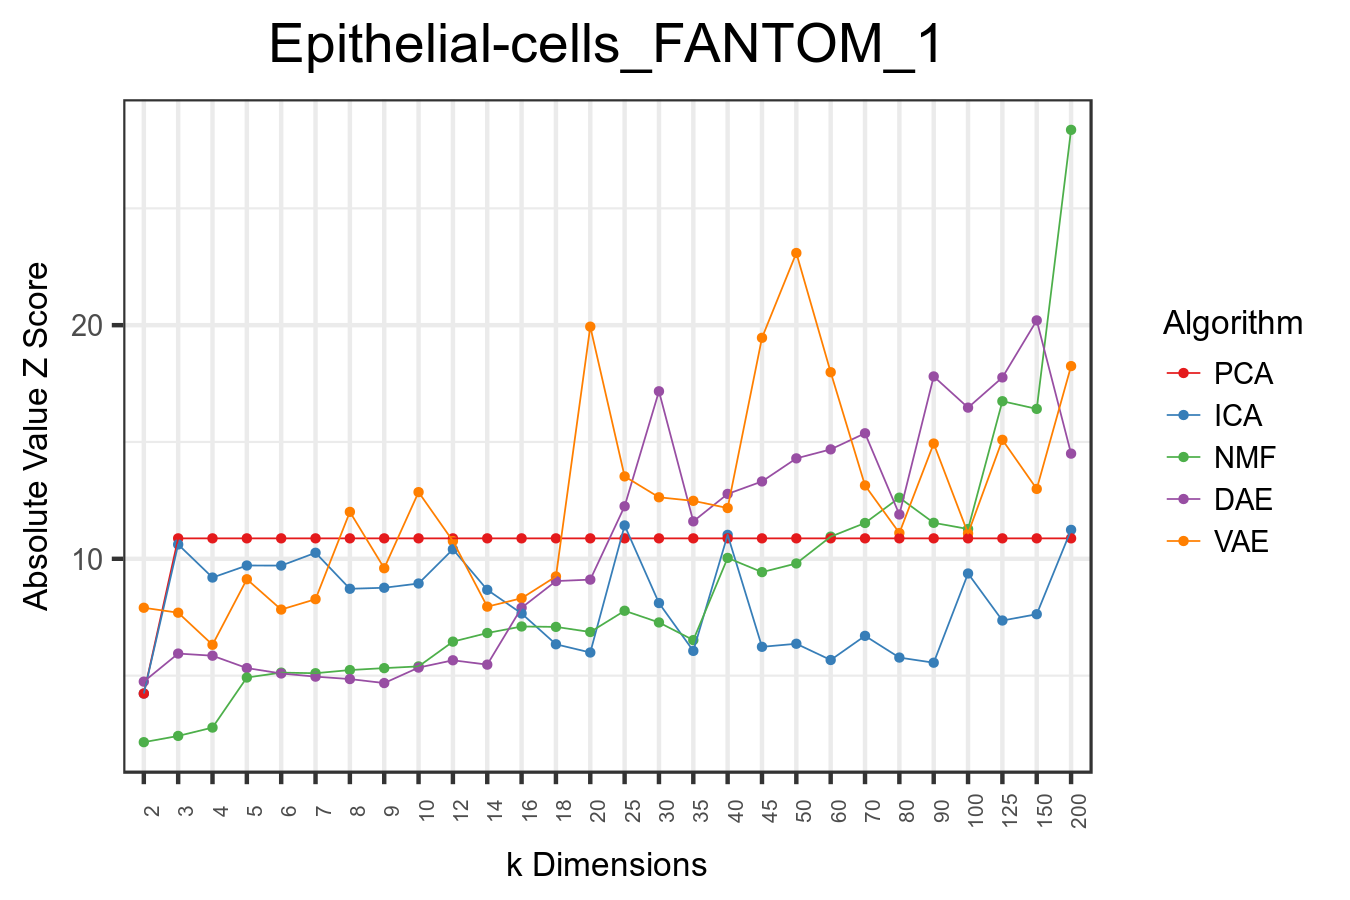 Epithelial-cells_FANTOM_1
Absolute Value Z Score
20
10
2 3 4 5 6 7 8 9 10 12 14 16 18 20 25 30 35 40 45 50 60 70 80 90 100 125 150 200
k Dimensions
Algorithm
PCA
ICA
NMF
DAE
VAE